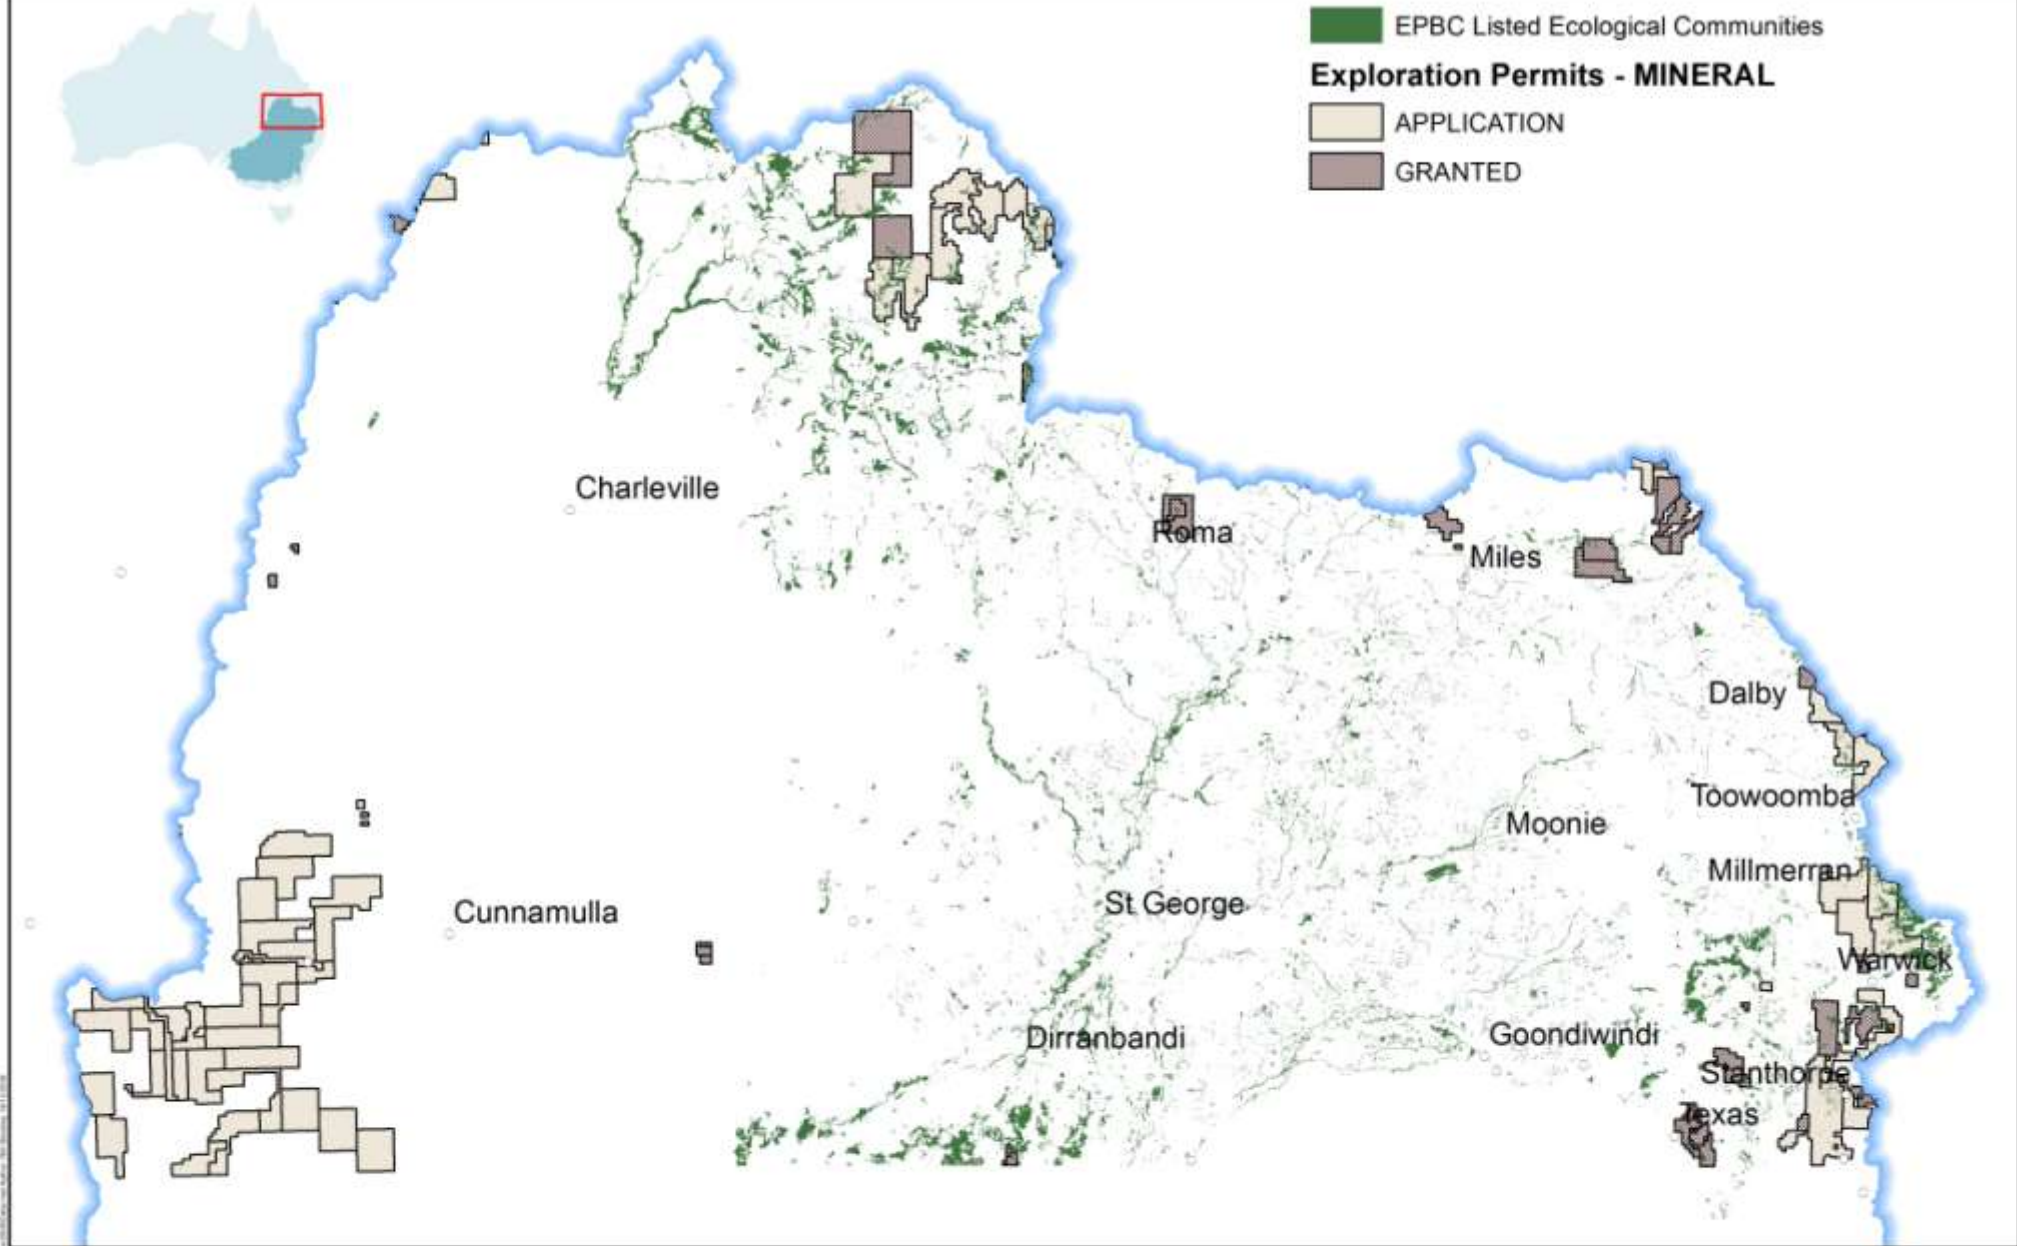 EPBC Listed Ecological Communities
Exploration Permits - MINERAL
APPLICATION
GRANTED
Charleville
Roma
Miles
Dalby
Toowoomba
Moonie
Millmerran
St George
Cunnamulla
Warwick
Dirranbandi
Goondiwindi
Stanthorpe
Texas